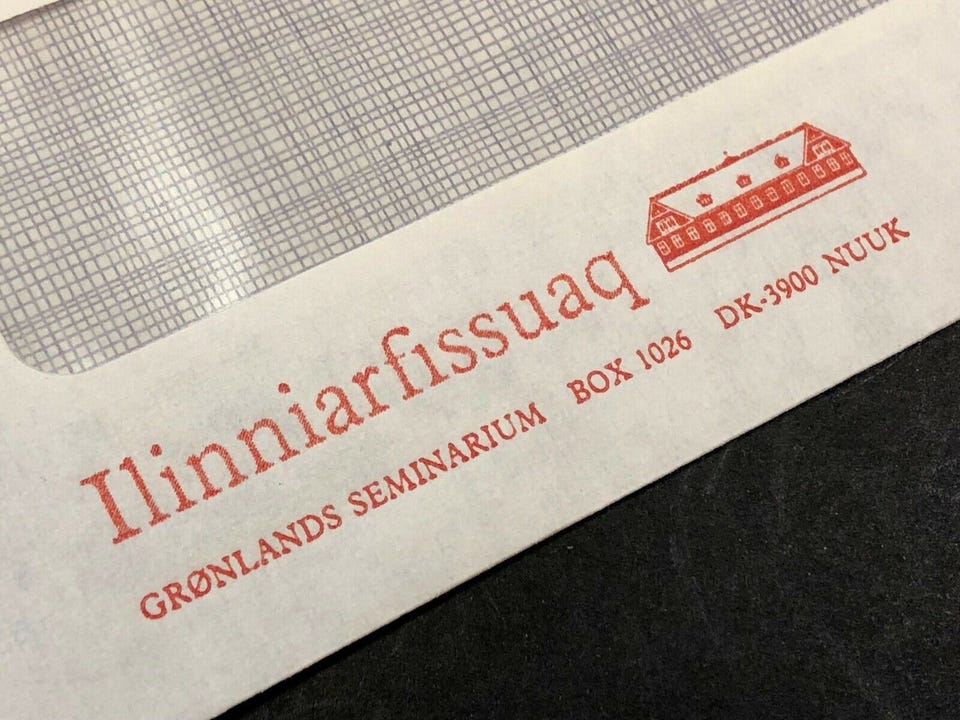 Ilinniarfissuaq
GRØNLANDS SEMINARIUM BOX 1026 DK-3900 NUUK